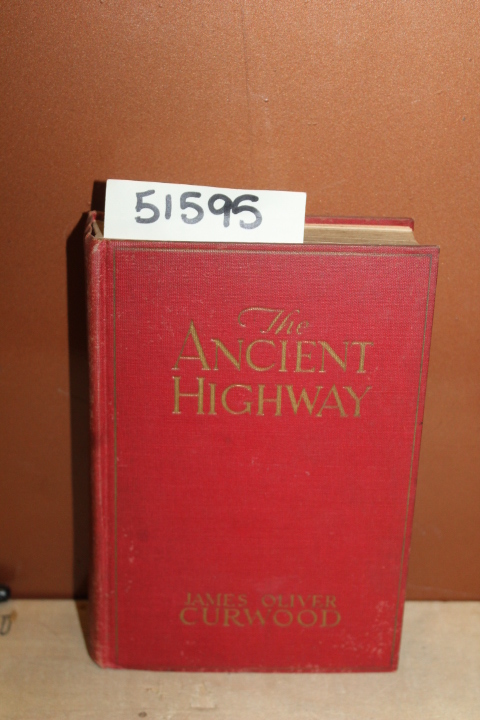 51595
The
ANCIENT
HIGHWAY
JAMES OLIVER
CURWOOD